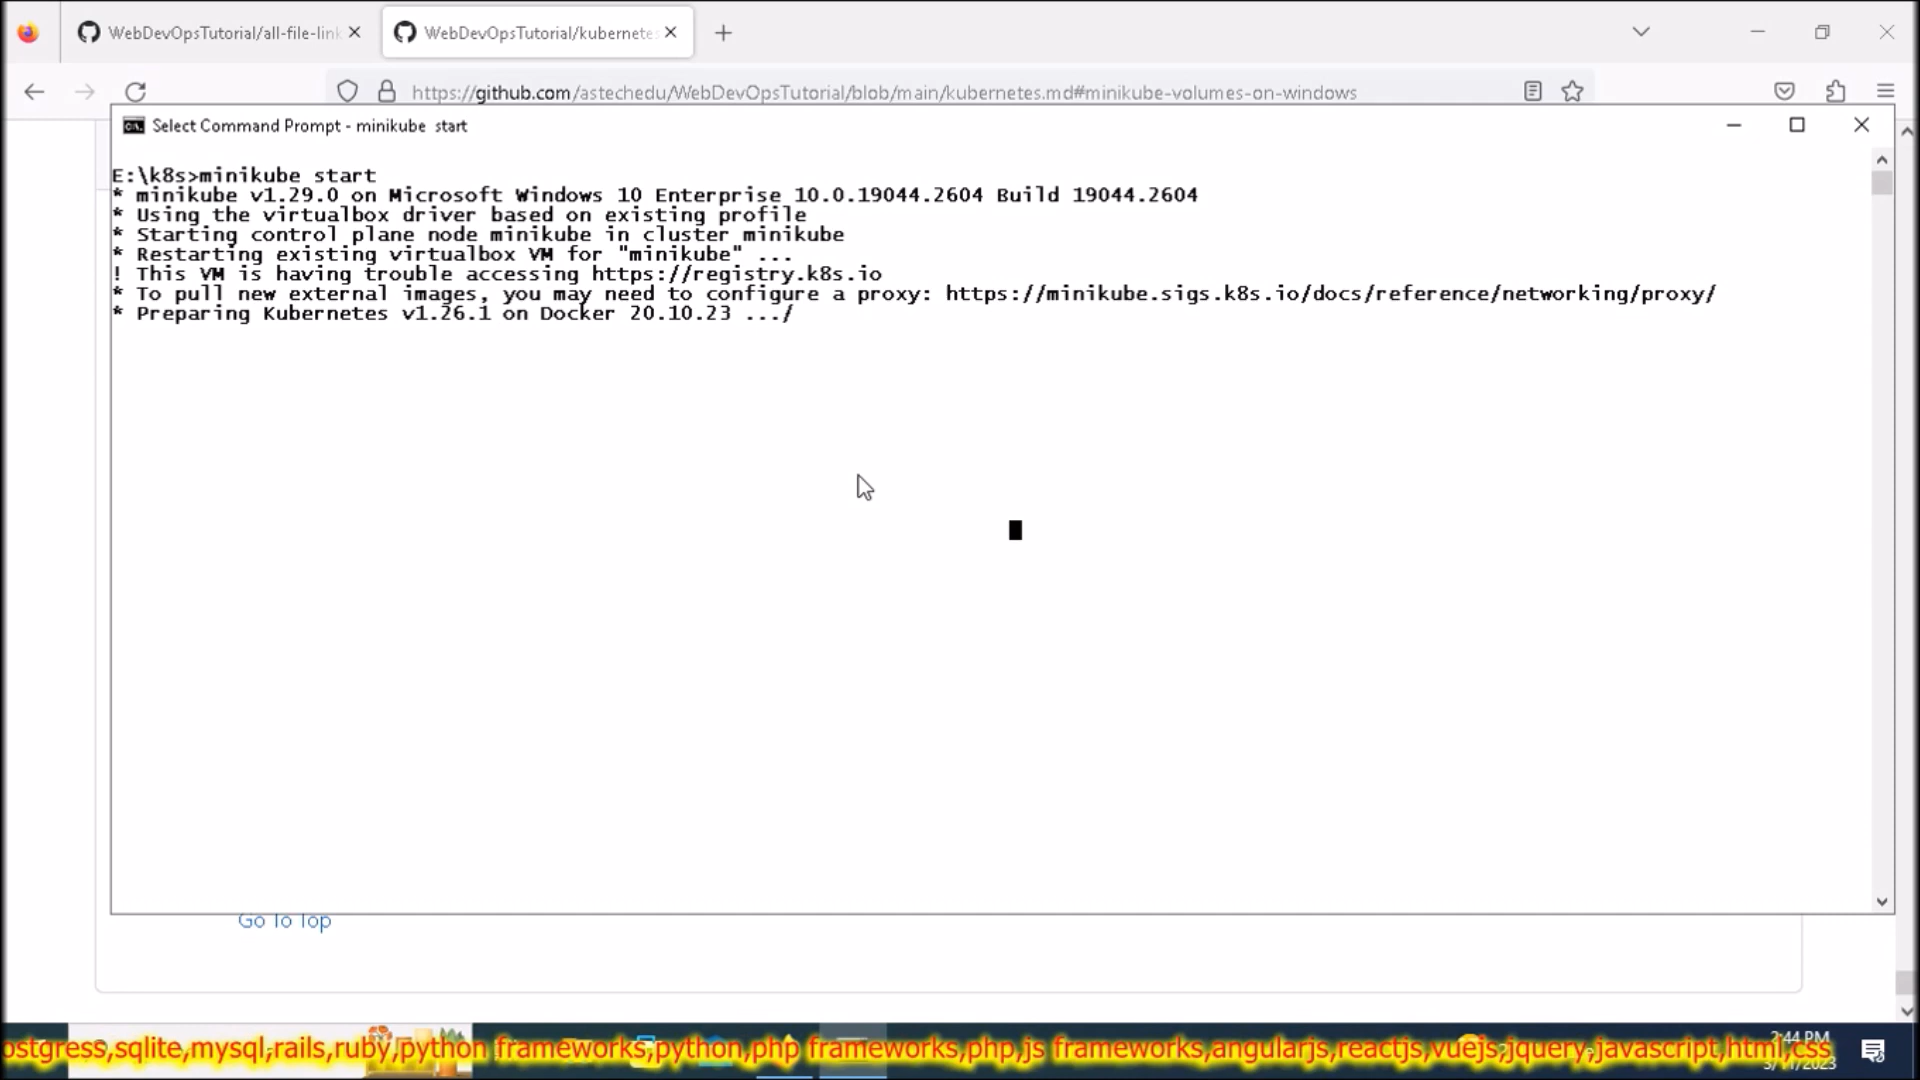 WebDevOpsTutorial/all-file-link
WebDevOpsTutorial/kubernetes
https://github.com/astechedu/WebDevOpsTutorial/blob/main/kubernetes.md#minikube-volumes-on-windows
Select Command Prompt - minikube start
E:\k8s>minikube start
* minikube v1.29.0 on Microsoft Windows 10 Enterprise 10.0.19044.2604 Build 19044.2604
* Using the virtualbox driver based on existing profile
* Starting control plane node minikube in cluster minikube
* Restarting existing virtualbox VM for "minikube" ...
! This VM is having trouble accessing https://registry.k8s.io
* To pull new external images, you may need to configure a proxy: https://minikube.sigs.k8s.io/docs/reference/networking/proxy/
* Preparing Kubernetes v1.26.1 on Docker 20.10.23 .../
Go To Top
2:44 PM
ostgress,sqlite,mysql,rails,ruby,python frameworks,python,php frameworks,php,js frameworks,angularjs,reactjs,vuejs,jquery,javascript,html,css